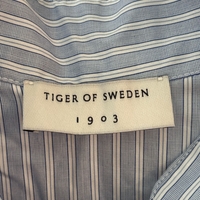 TIGER OF SWEDEN
1903